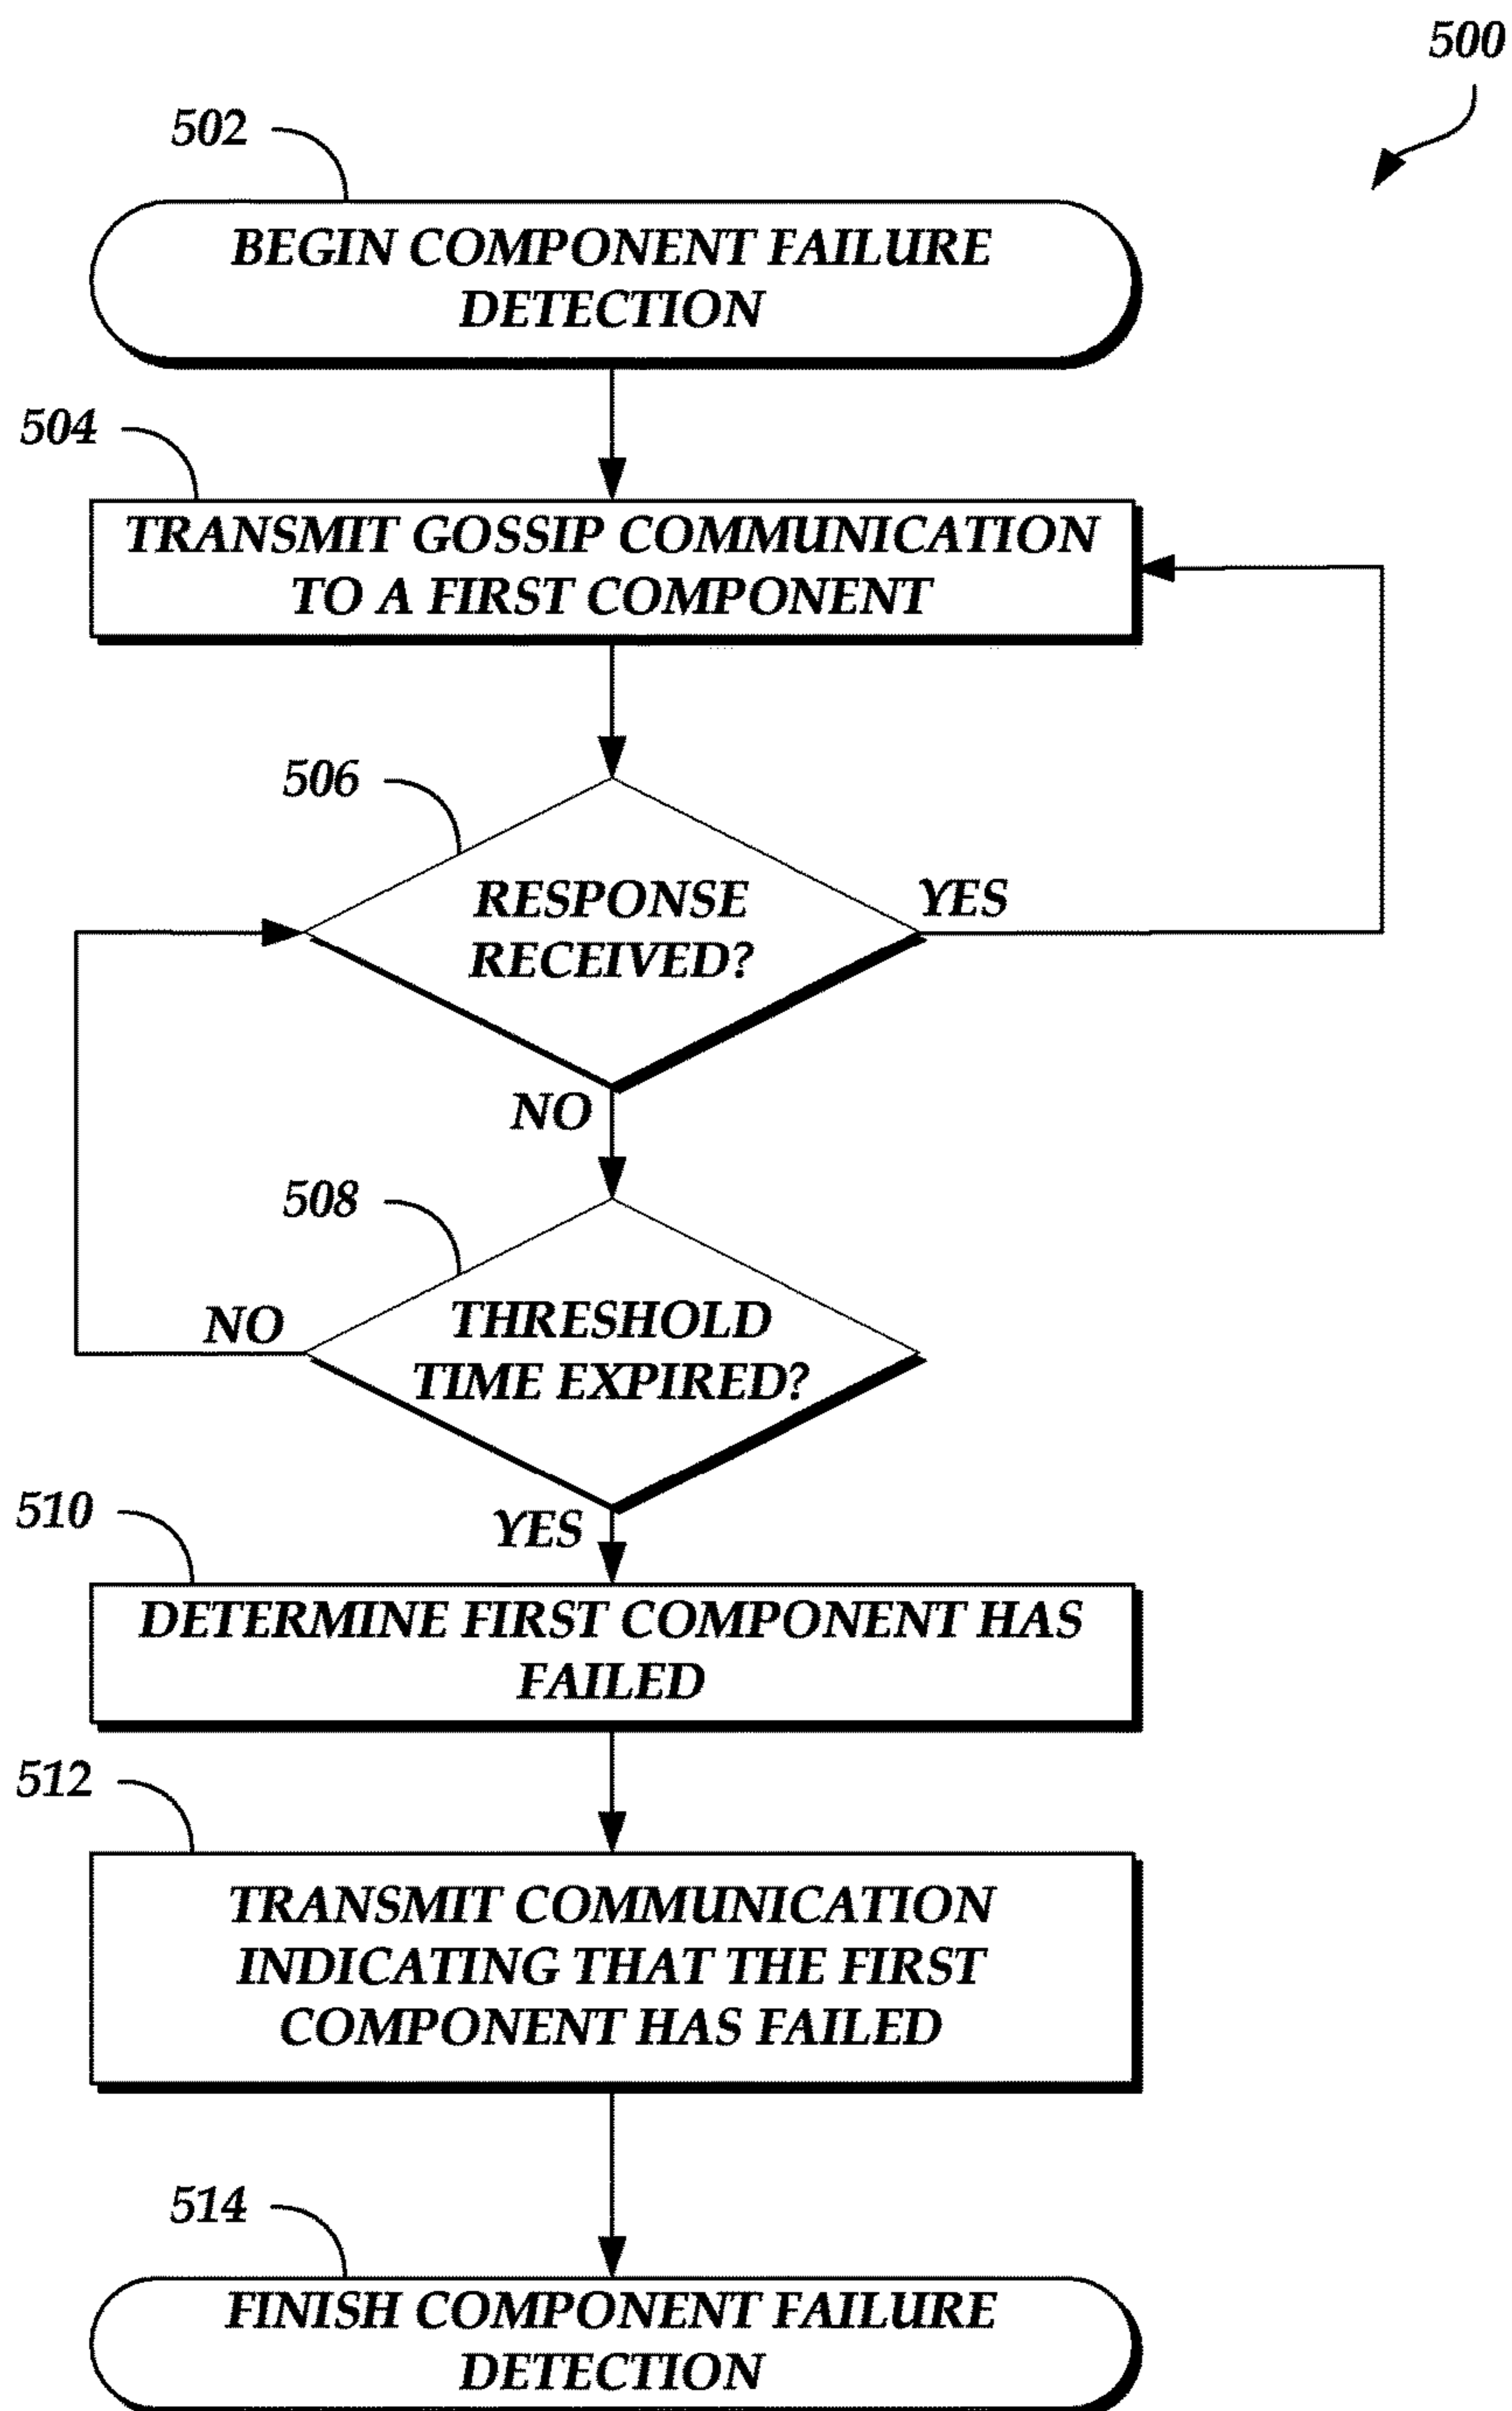 500
502
BEGIN COMPONENT FAILURE
DETECTION
504
TRANSMIT GOSSIP COMMUNICATION
TO A FIRST COMPONENT
506
RESPONSE
RECEIVED?
YES
NO
508
THRESHOLD
TIME EXPIRED?
NO
YES
510
DETERMINE FIRST COMPONENT HAS
FAILED
512
TRANSMIT COMMUNICATION
INDICATING THAT THE FIRST
COMPONENT HAS FAILED
514
FINISH COMPONENT FAILURE
DETECTION